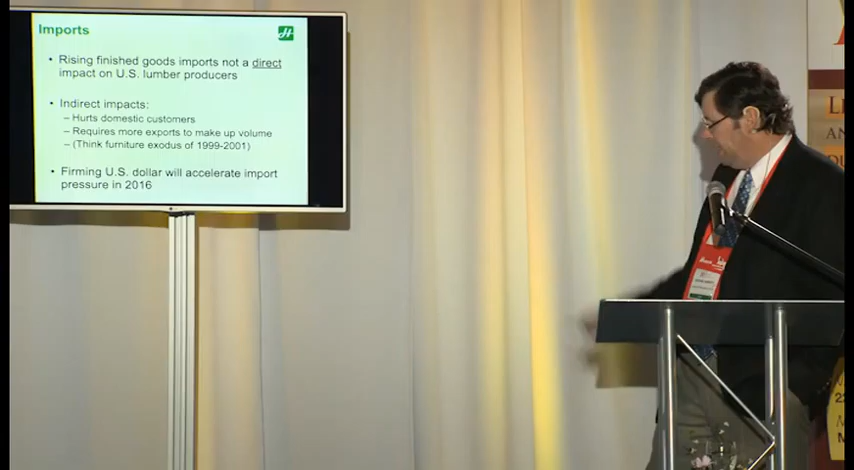 Imports
H
• Rising finished goods imports not a direct
impact on U.S. lumber producers
• Indirect impacts:
– Hurts domestic customers
– Requires more exports to make up volume
– (Think furniture exodus of 1999-2001)
• Firming U.S. dollar will accelerate import
pressure in 2016